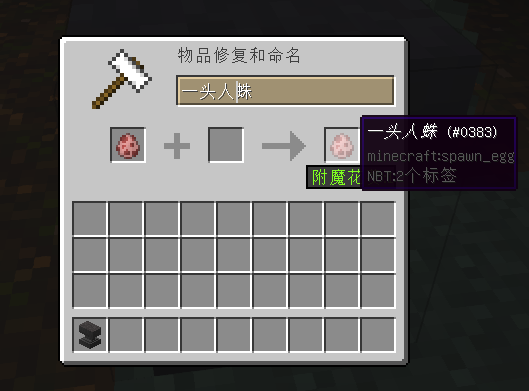 物品修复和命名
一头人蛛
一头人蛛 (#0383)
minecraft:spawn_egg
NBT:2个标签
附魔花